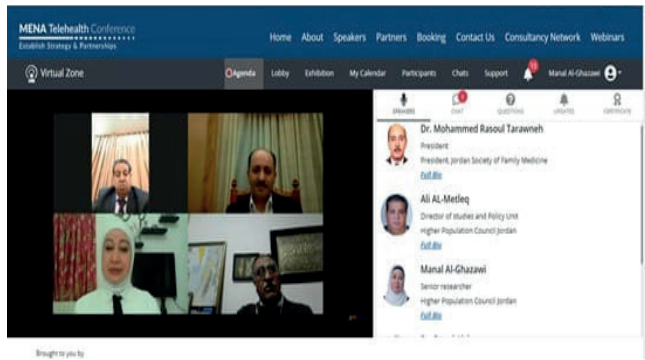 MENA Telehealth Conference
Establish Strategy & Partnerships
Home About Speakers Partners Booking Contact Us Consultancy Network Webinars
Virtual Zone
Agenda Lobby Exhibition My Calendar Participants Chats Support Manal Al-Ghazawi
SPEAKERS CHAT QUESTIONS UPDATES CERTIFICATE
Dr. Mohammed Rasoul Tarawneh
President
President, Jordan Society of Family Medicine
Full Bio
Ali AL-Metleq
Director of studies and Policy Unit
Higher Population Council Jordan
Full Bio
Manal Al-Ghazawi
Senior researcher
Higher Population Council Jordan
Full Bio
Brought to you by